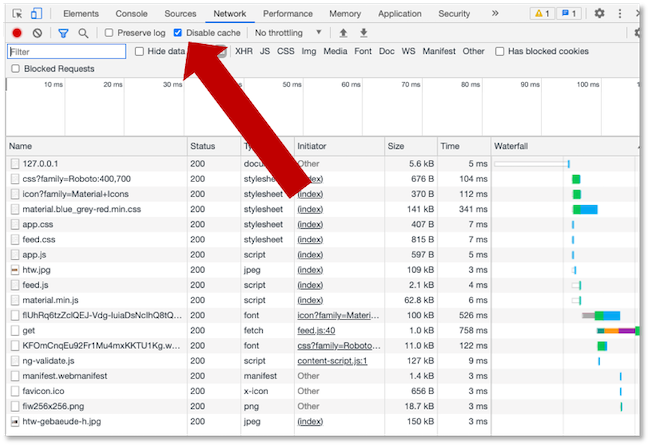 Elements Console Sources Network Performance Memory Application Security » 1 1
Preserve log Disable cache No throttling
Filter Hide data XHR JS CSS Img Media Font Doc WS Manifest Other Has blocked cookies
Blocked Requests
10 ms 20 ms 30 ms 50 ms 60 ms 70 ms 80 ms 90 ms 100 ms
Name Status Initiator Size Time Waterfall
127.0.0.1 200 Other 5.6 kB 5 ms
css?family=Roboto:400,700 200 stylesheet (index) 676 B 104 ms
icon?family=Material+Icons 200 stylesheet (index) 370 B 112 ms
material.blue_grey-red.min.css 200 stylesheet (index) 141 kB 341 ms
app.css 200 stylesheet (index) 407 B 7 ms
feed.css 200 stylesheet (index) 815 B 7 ms
app.js 200 script (index) 597 B 5 ms
htw.jpg 200 jpeg (index) 109 kB 3 ms
feed.js 200 script (index) 2.1 kB 4 ms
material.min.js 200 script (index) 62.8 kB 6 ms
flUhRq6tzZclQEJ-Vdg-IuiaDsNcIhQ8tQ... 200 font icon?family=Materi... 100 kB 526 ms
get 200 fetch feed.js:40 1.0 kB 758 ms
KFOmCnqEu92Fr1Mu4mxKKTU1Kg.w... 200 font css?family=Roboto... 11.0 kB 122 ms
ng-validate.js 200 script content-script.js:1 127 kB 9 ms
manifest.webmanifest 200 manifest Other 1.4 kB 3 ms
favicon.ico 200 x-icon Other 656 B 3 ms
fiw256x256.png 200 png Other 18.7 kB 3 ms
htw-gebaeude-h.jpg 200 jpeg Other 150 kB 3 ms